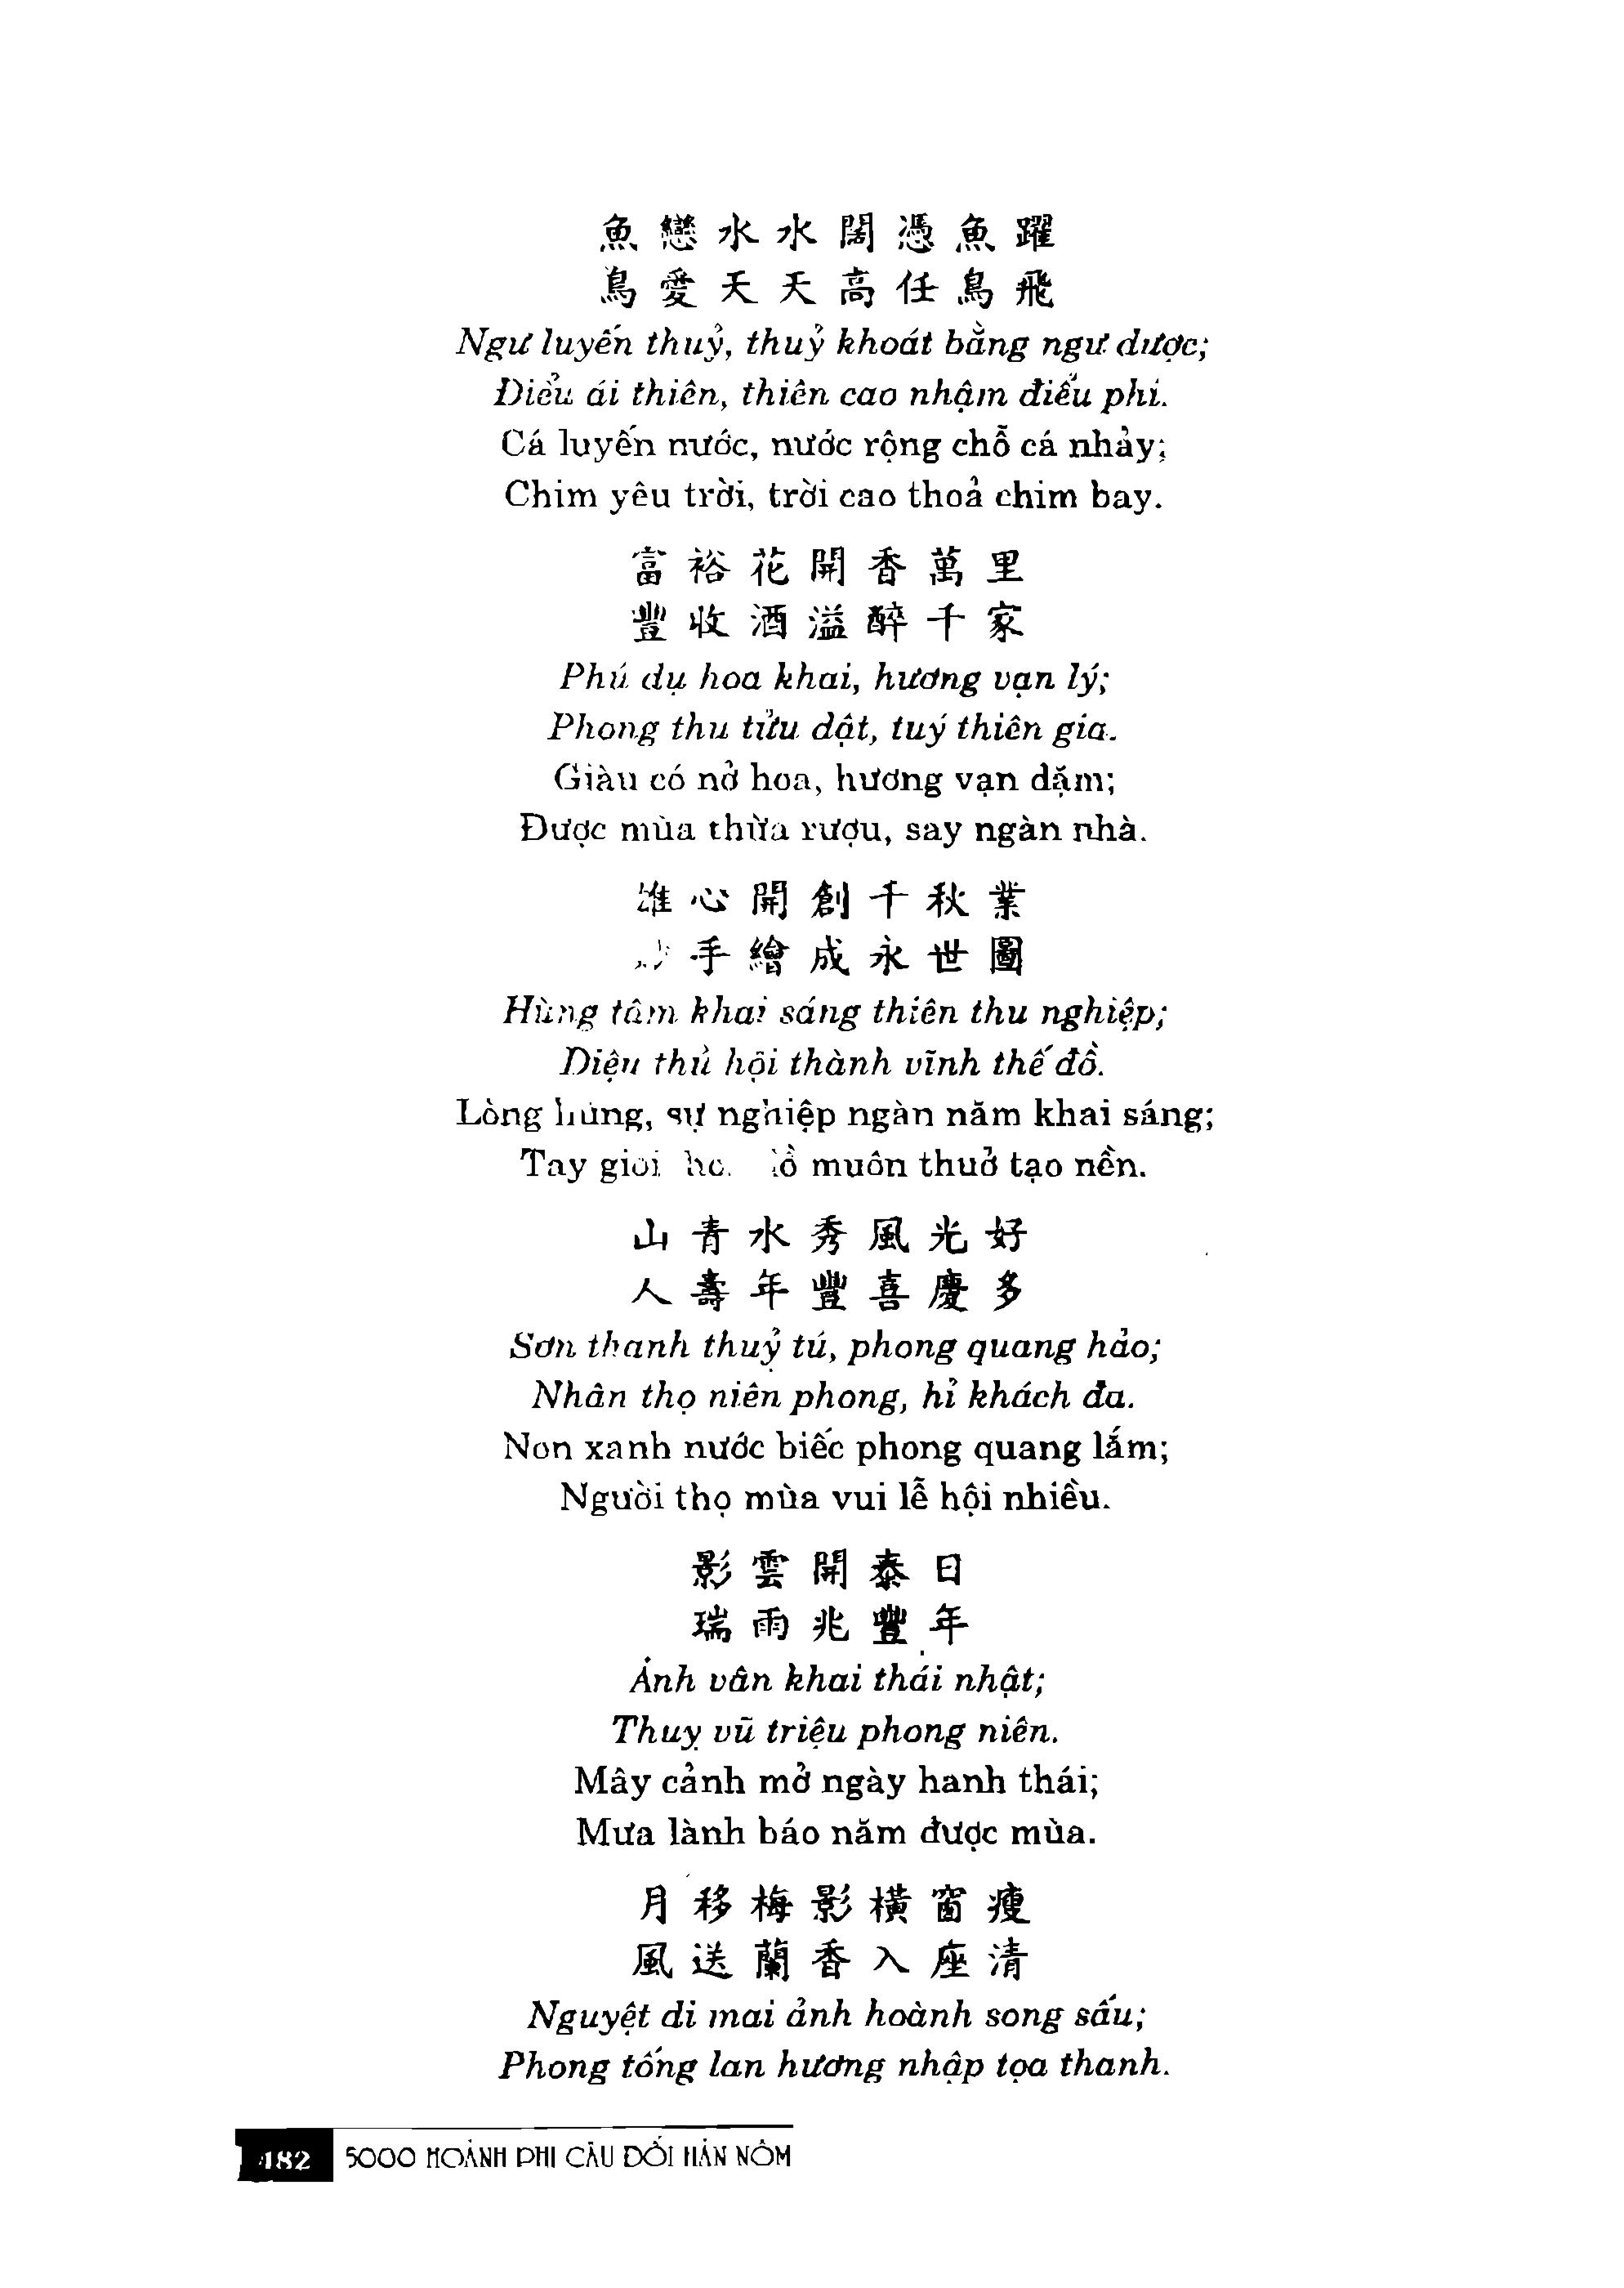 魚戀水水闊憑魚躍
鳥愛天天高任鳥飛
Ngư luyến thuỷ, thuỷ khoát bằng ngư dược;
Điểu ái thiên, thiên cao nhậm điểu phi.
Cá luyến nước, nước rộng chỗ cá nhảy;
Chim yêu trời, trời cao thoả chim bay.
富裕花開香萬里
豐收酒溢醉千家
Phú dụ hoa khai, hương vạn lý;
Phong thu tửu dật, tuý thiên gia.
Giàu có nở hoa, hương vạn dặm;
Được mùa thừa rượu, say ngàn nhà.
雄心開創千秋業
手繪成永世圖
Hùng tâm khai sáng thiên thu nghiệp;
Diệu thủ hội thành vĩnh thế đồ.
Lòng hùng, sự nghiệp ngàn năm khai sáng;
Tay giỏi muôn thuở tạo nền.
山青水秀風光好
人壽年豐喜慶多
Sơn thanh thuỷ tú, phong quang hảo;
Nhân thọ niên phong, hỉ khách đa.
Non xanh nước biếc phong quang lắm;
Người thọ mùa vui lễ hội nhiều.
影雲開泰日
瑞雨兆豐年
Ảnh vân khai thái nhật;
Thuỵ vũ triệu phong niên.
Mây cảnh mở ngày hanh thái;
Mưa lành báo năm được mùa.
月移梅影橫窗瘦
風送蘭香入座清
Nguyệt di mai ảnh hoành song sấu;
Phong tống lan hương nhập tọa thanh.
482 5000 HOÀNH PHI CÂU ĐỐI HÁN NÔM